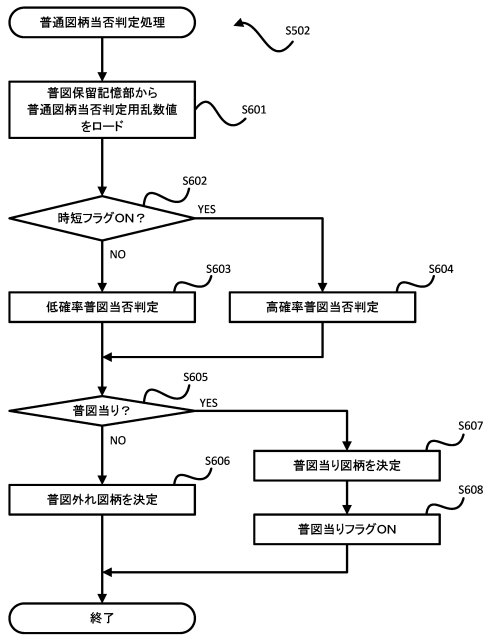 普通図柄当否判定処理
S502
普図保留記憶部から
普通図柄当否判定用乱数値
をロード
S601
S602
時短フラグON？
YES
NO
S603
低確率普図当否判定
S604
高確率普図当否判定
S605
普図当り？
YES
NO
S607
普図当り図柄を決定
S606
普図外れ図柄を決定
S608
普図当りフラグON
終了